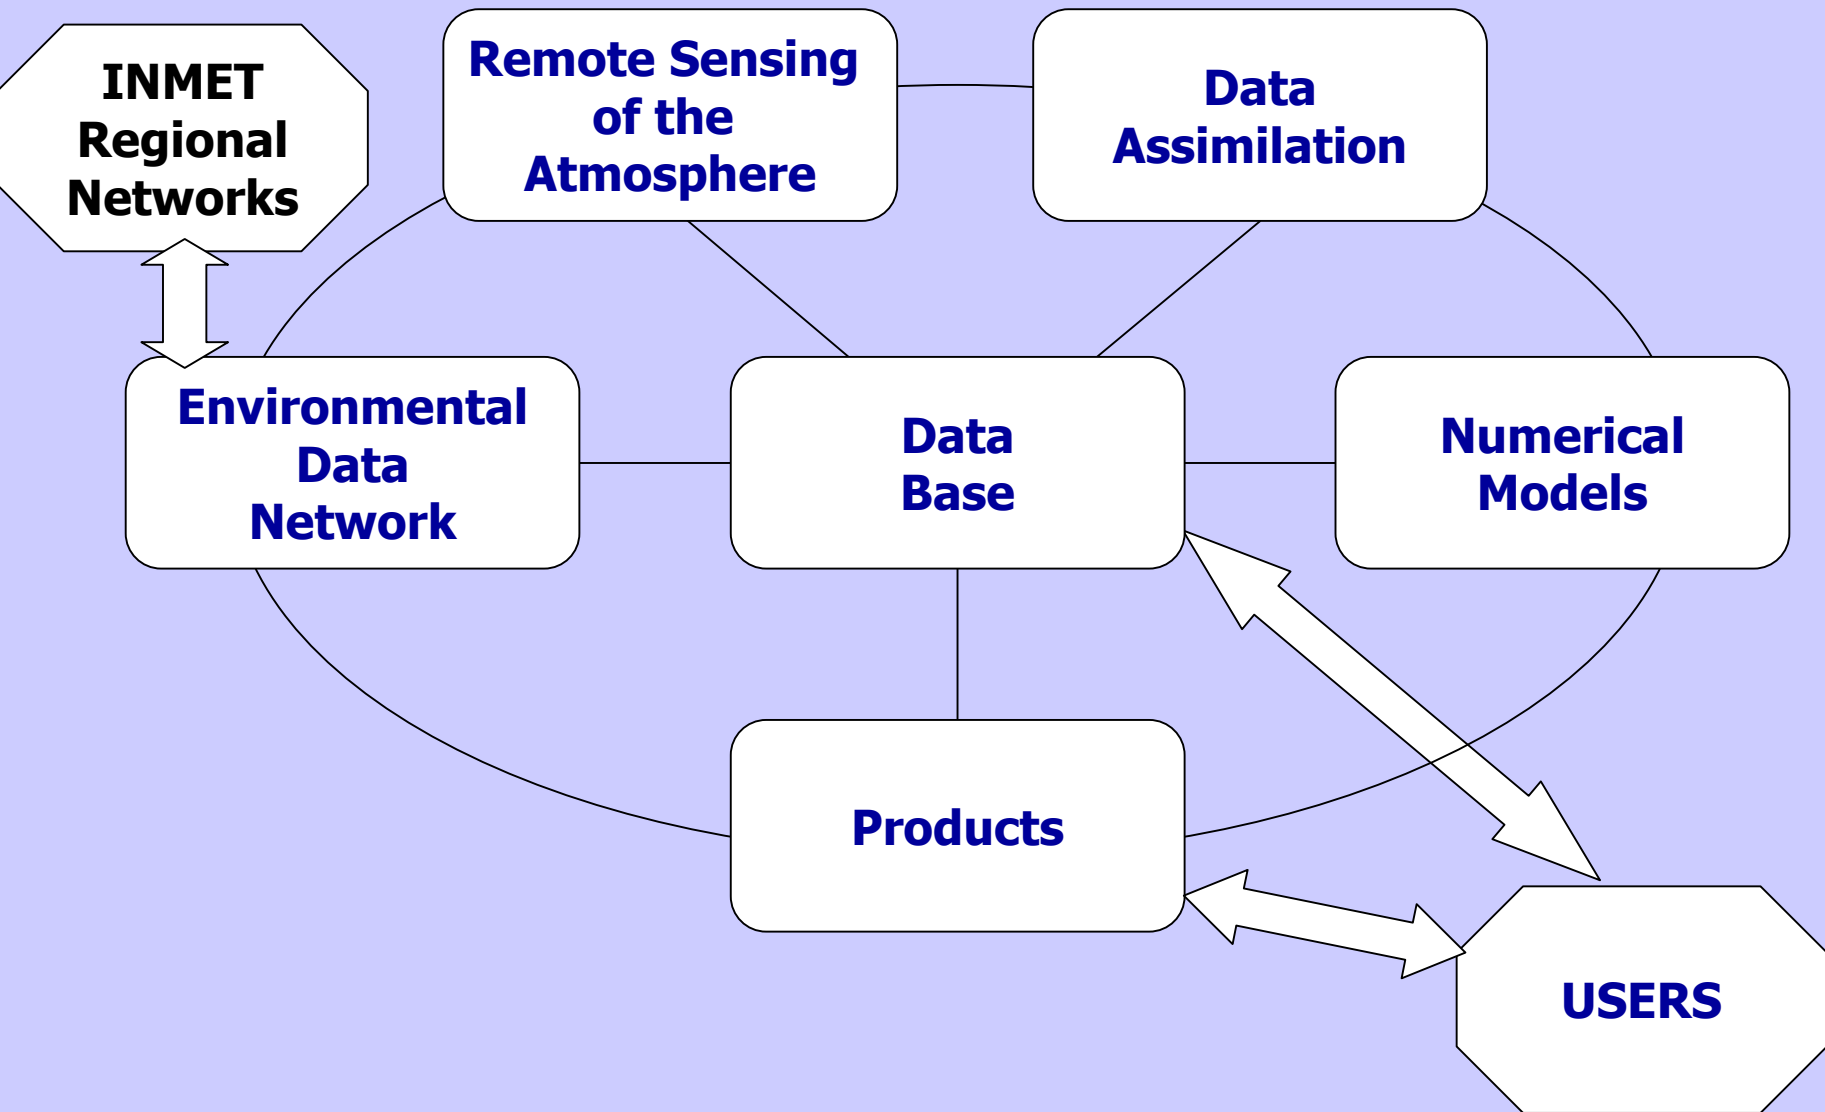 INMET
Regional
Networks
Remote Sensing
of the
Atmosphere
Data
Assimilation
Environmental
Data
Network
Data
Base
Numerical
Models
Products
USERS